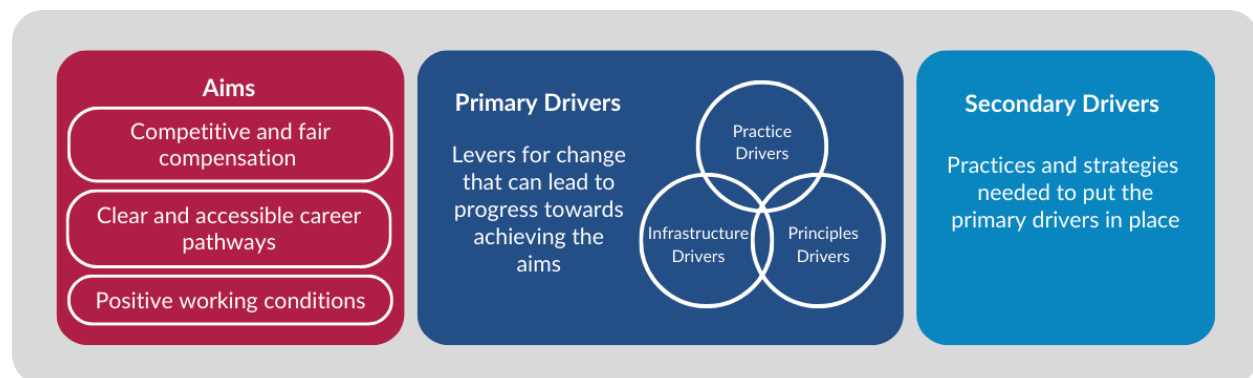 Aims
Competitive and fair
compensation
Clear and accessible career
pathways
Positive working conditions
Primary Drivers
Levers for change
that can lead to
progress towards
achieving the
aims
Practice
Drivers
Infrastructure
Drivers
Principles
Drivers
Secondary Drivers
Practices and strategies
needed to put the
primary drivers in place